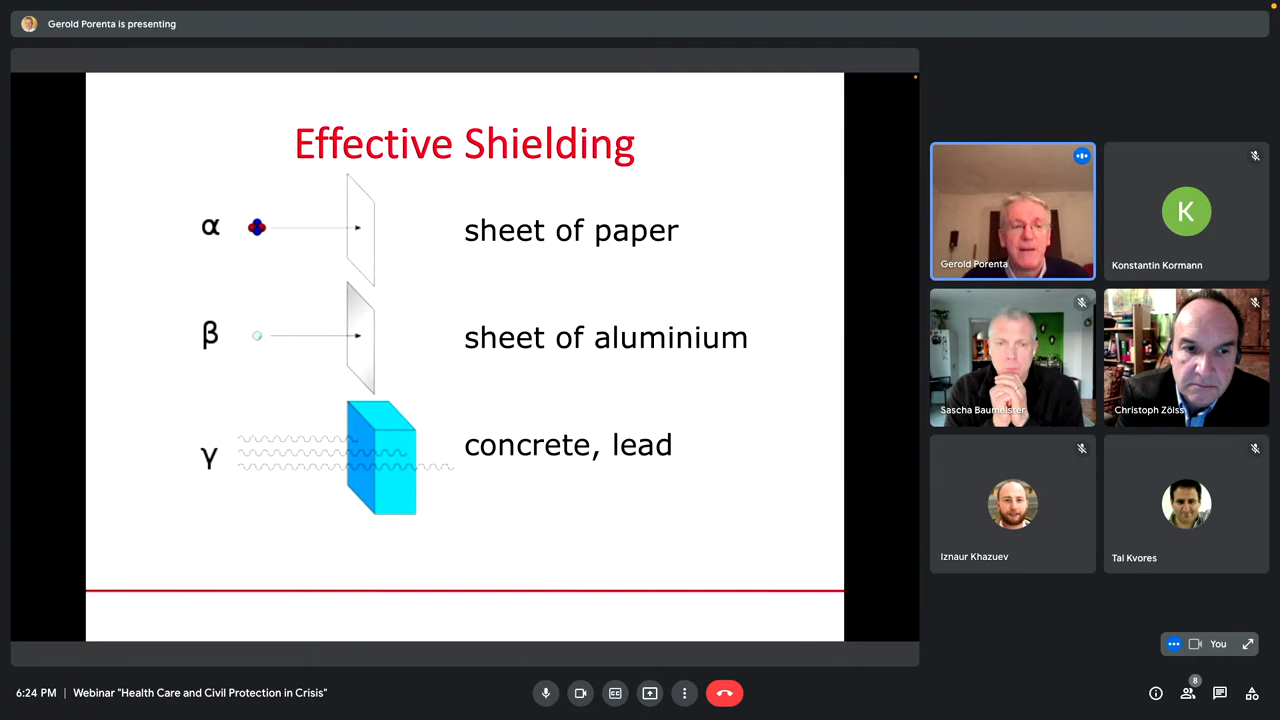 Gerold Porenta is presenting
Effective Shielding
α
sheet of paper
β
sheet of aluminium
γ
concrete, lead
Gerold Porenta
K
Konstantin Kormann
Sascha Baumeister
Christoph Zölss
Iznaur Khazuev
Tal Kvores
You
6:24 PM | Webinar "Health Care and Civil Protection in Crisis"
8